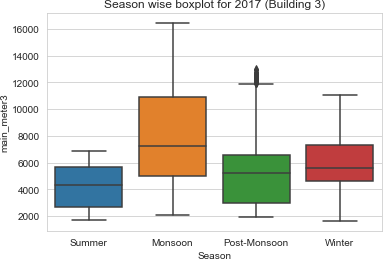 Season wise boxplot for 2017 (Building 3)
16000
14000
12000
10000
8000
6000
4000
2000
main_meter3
Summer Monsoon Post-Monsoon Winter
Season